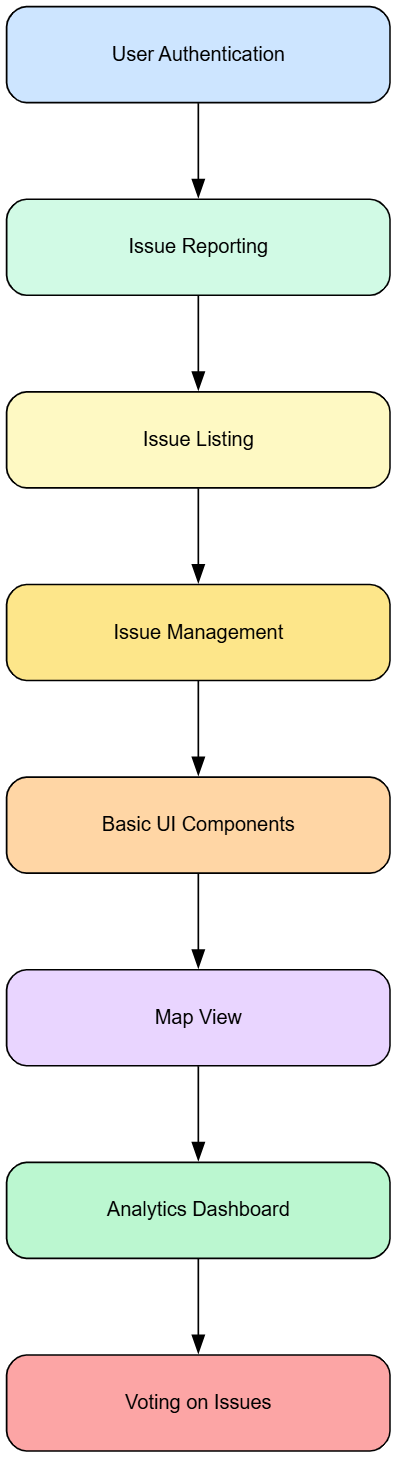 User Authentication
Issue Reporting
Issue Listing
Issue Management
Basic UI Components
Map View
Analytics Dashboard
Voting on Issues